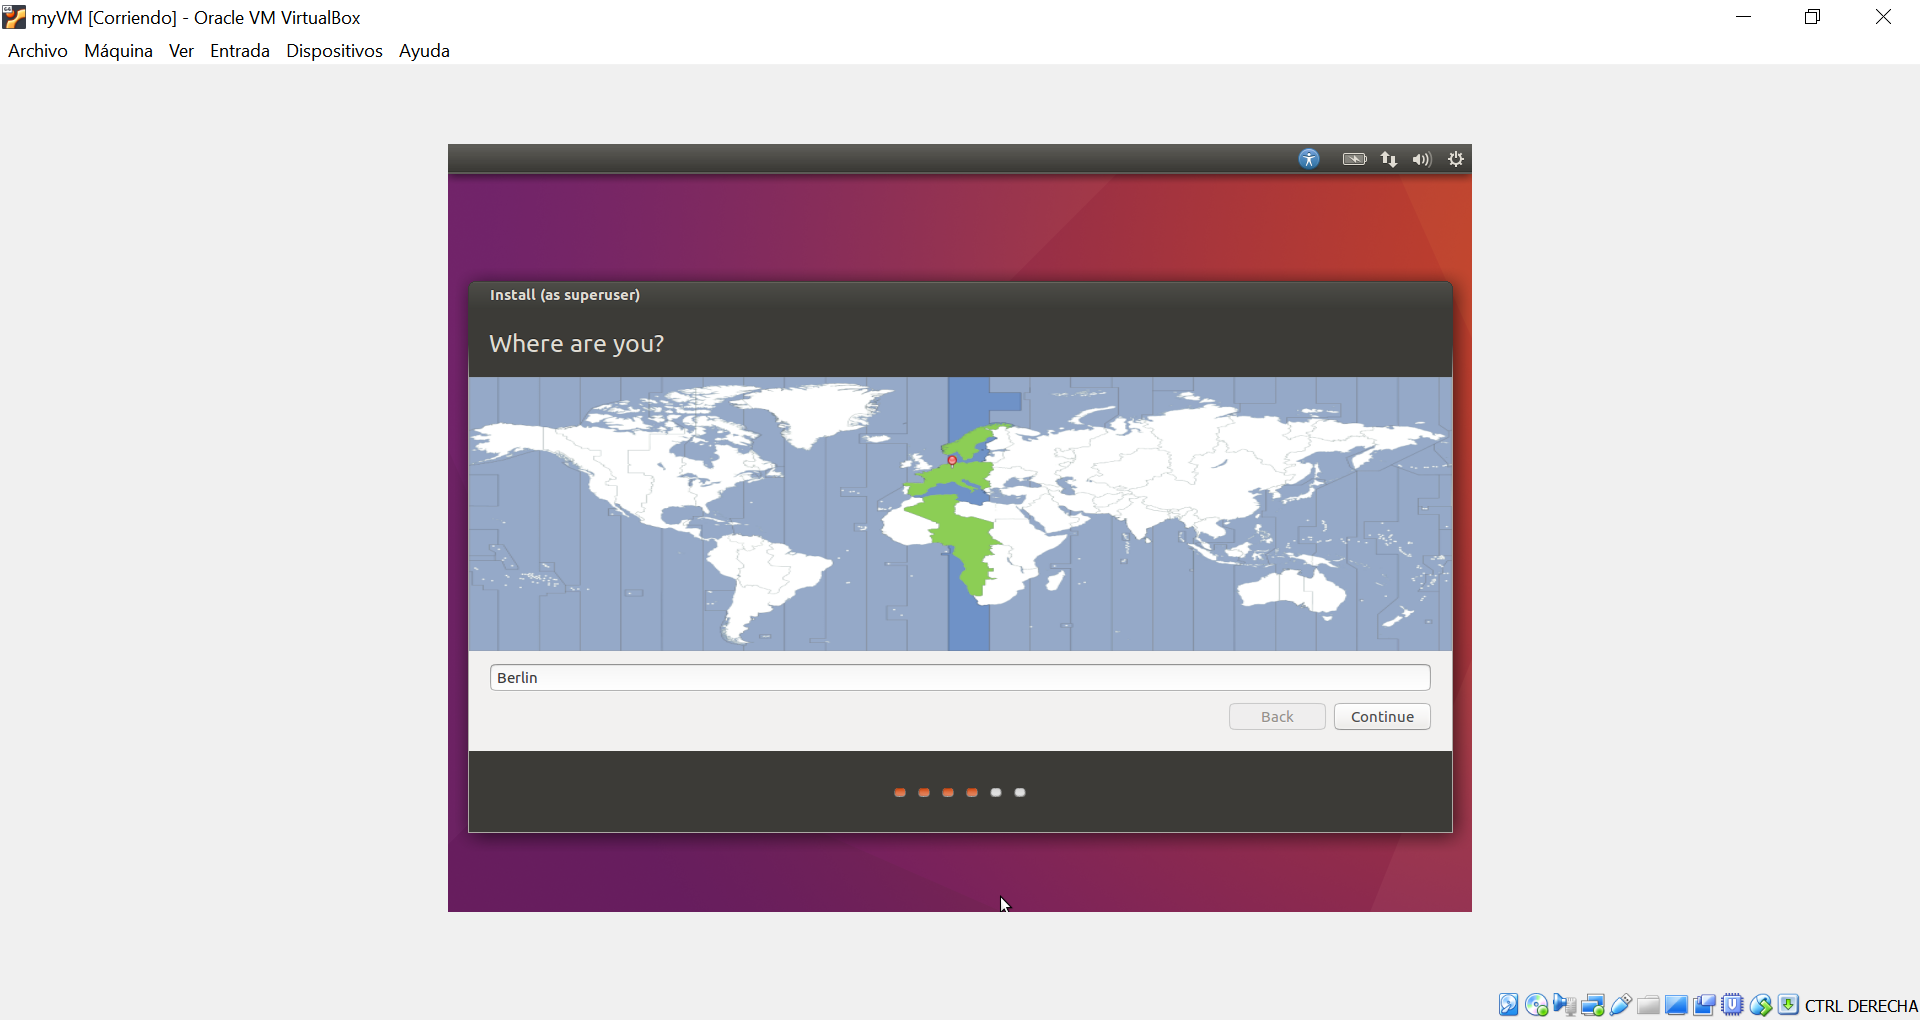 myVM [Corriendo] - Oracle VM VirtualBox
Archivo Máquina Ver Entrada Dispositivos Ayuda
Install (as superuser)
Where are you?
Berlin
Back Continue
CTRL DERECHA